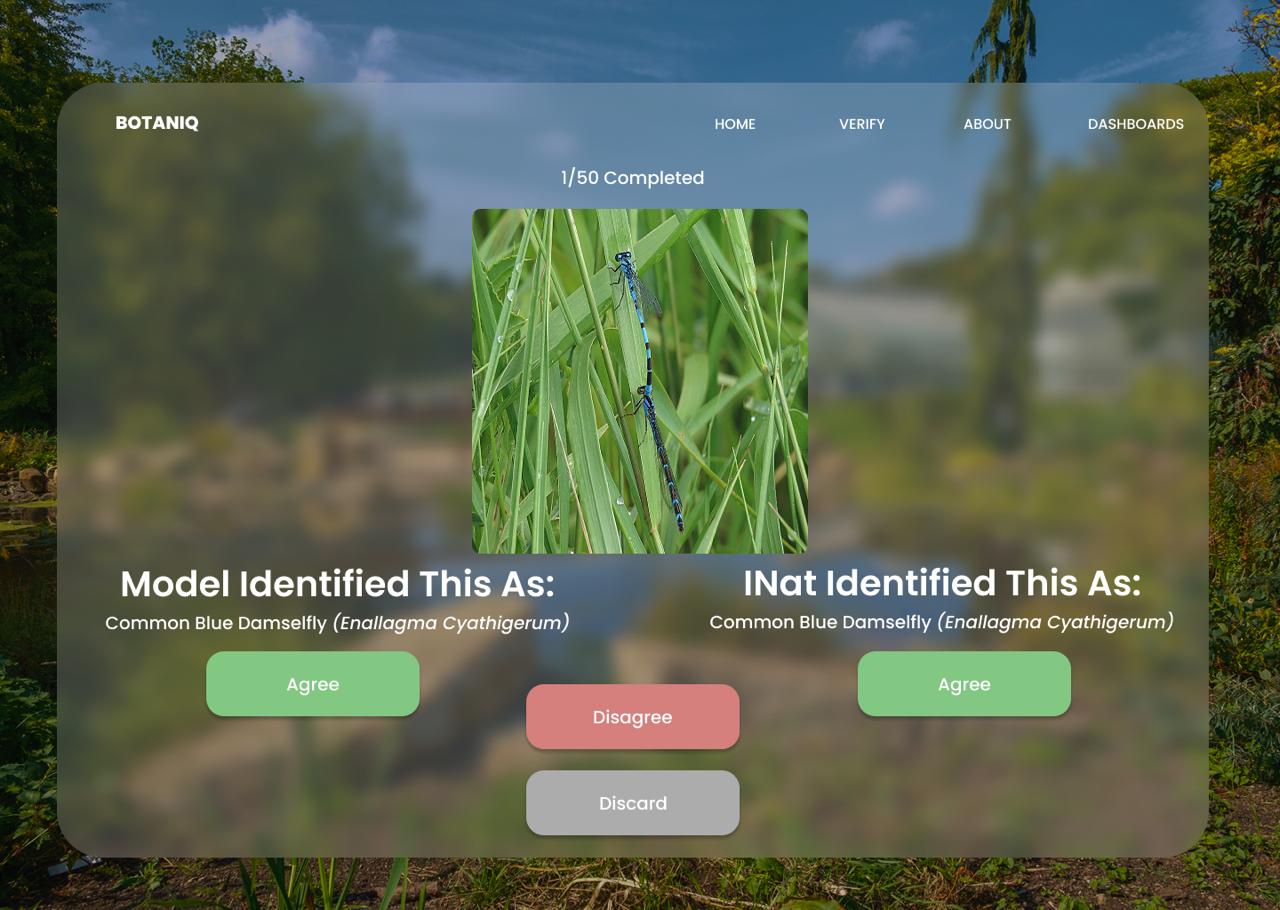 BOTANIQ
HOME
VERIFY
ABOUT
DASHBOARDS
1/50 Completed
Model Identified This As:
Common Blue Damselfly (Enallagma Cyathigerum)
Agree
INat Identified This As:
Common Blue Damselfly (Enallagma Cyathigerum)
Agree
Disagree
Discard